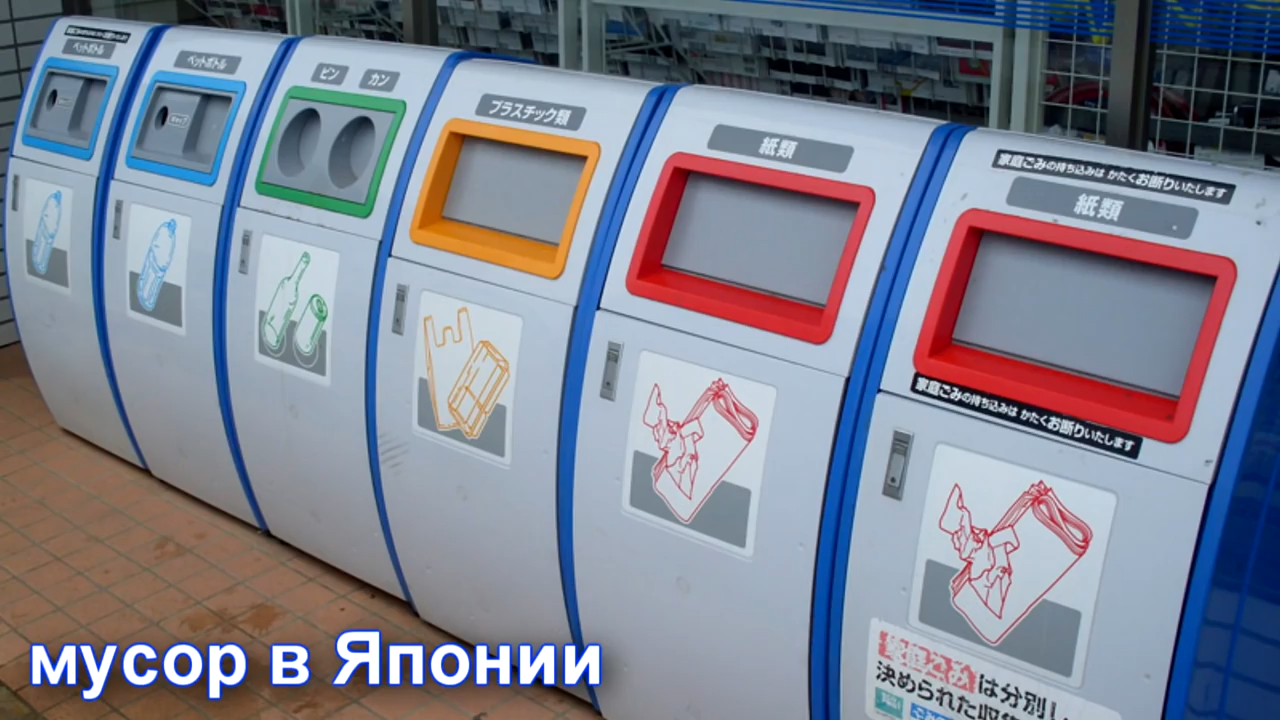 ペットボトル
ペットボトル
ビン カン
プラスチック類
紙類
家庭ごみの持ち込みは かたくお断りいたします
紙類
家庭ごみの持ち込みは かたくお断りいたします
家庭ごみは分別し
決められた収
мусор в Японии